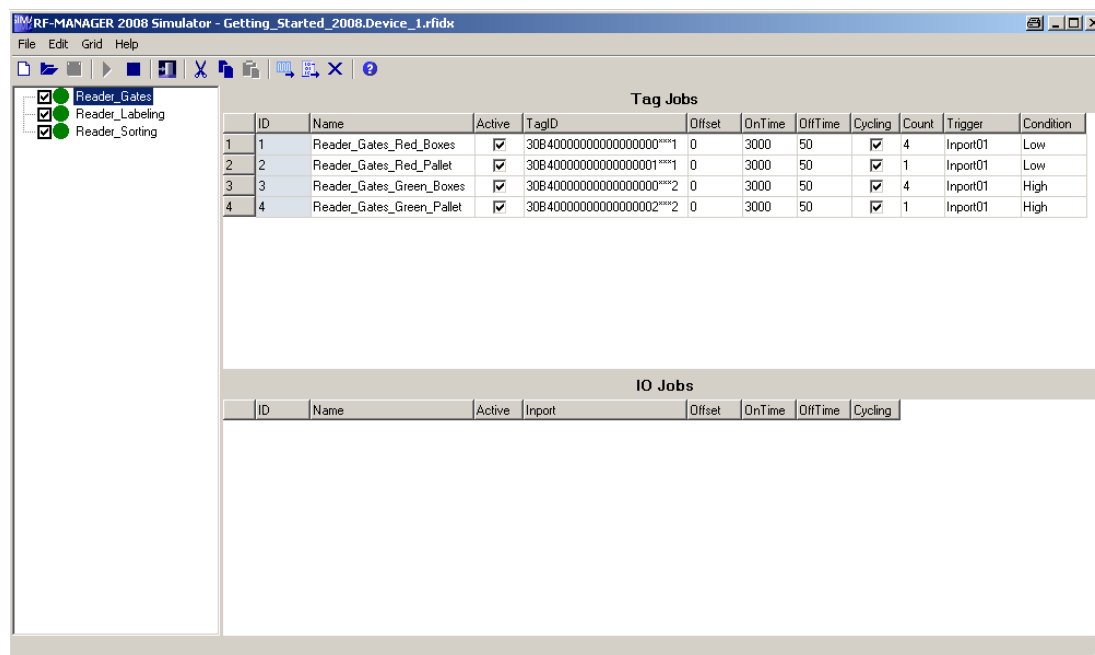 RF-MANAGER 2008 Simulator - Getting_Started_2008.Device_1.rfidx
File Edit Grid Help
Reader_Gates
Reader_Labeling
Reader_Sorting
Tag Jobs
ID Name Active TagID Offset OnTime OffTime Cycling Count Trigger Condition
1 1 Reader_Gates_Red_Boxes 30B40000000000000000***1 0 3000 50 4 Inport01 Low
2 2 Reader_Gates_Red_Pallet 30B40000000000000001***1 0 3000 50 1 Inport01 Low
3 3 Reader_Gates_Green_Boxes 30B40000000000000000***2 0 3000 50 4 Inport01 High
4 4 Reader_Gates_Green_Pallet 30B40000000000000002***2 0 3000 50 1 Inport01 High
IO Jobs
ID Name Active Inport Offset OnTime OffTime Cycling